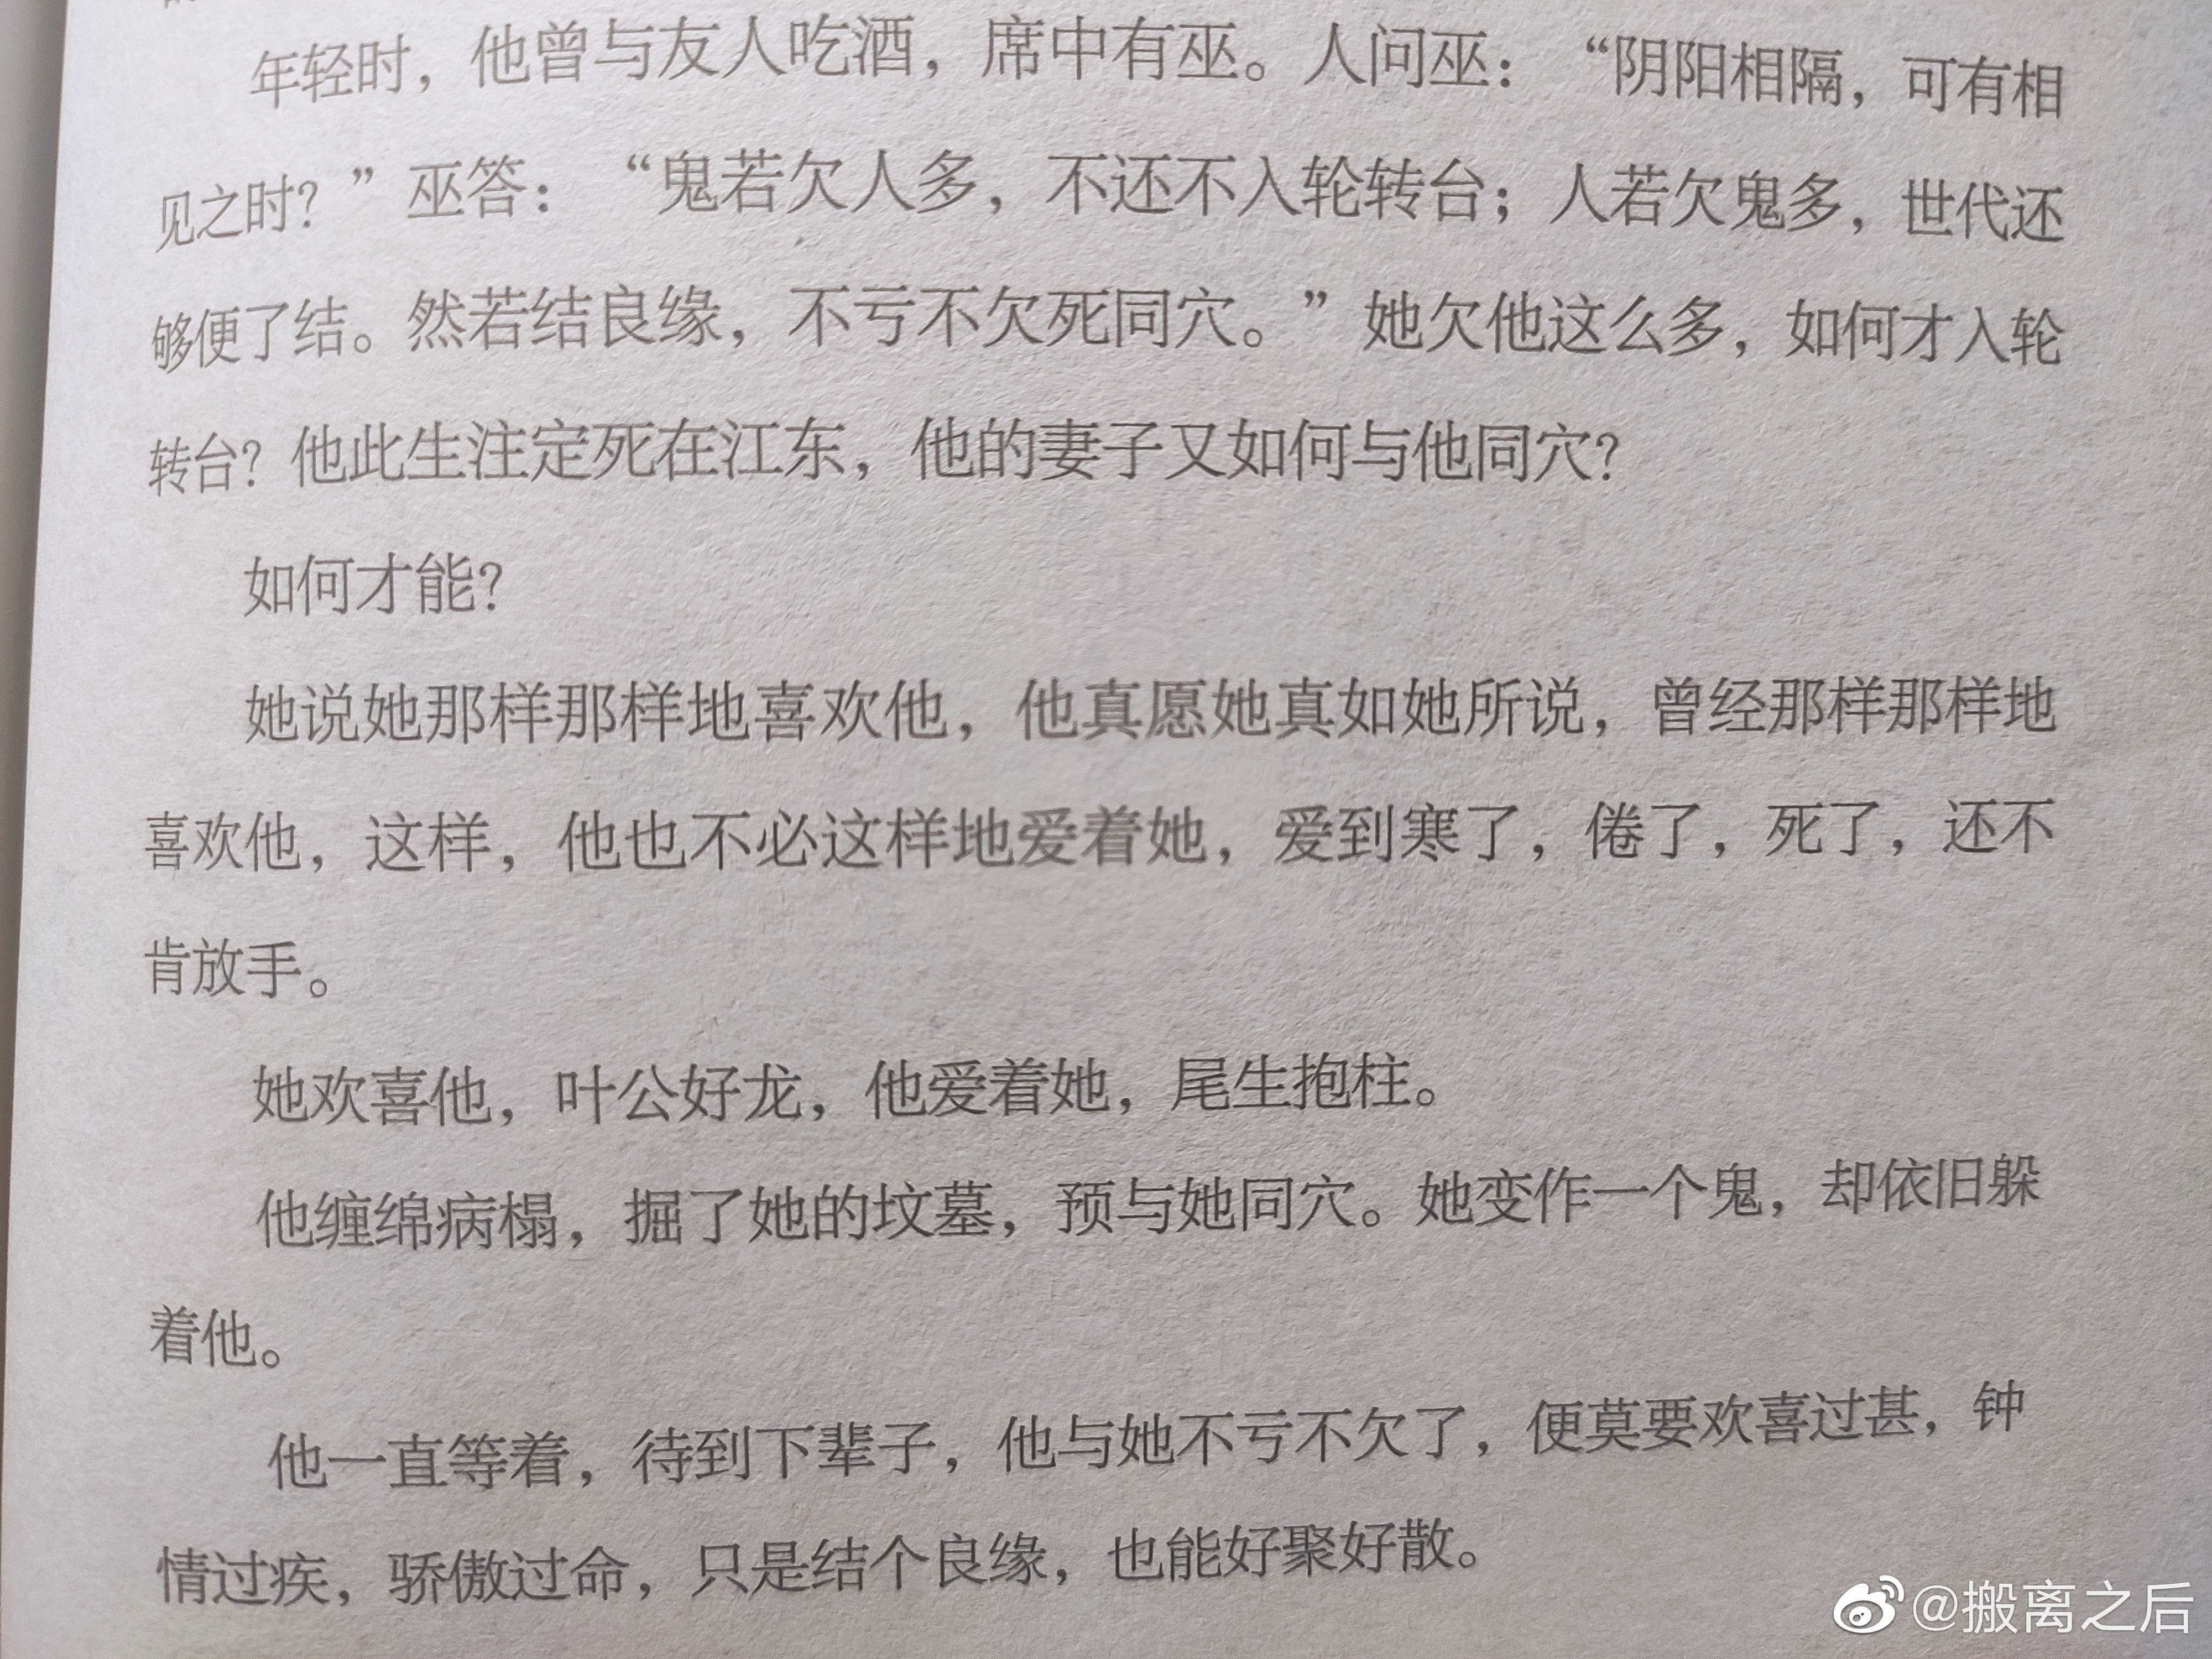 年轻时，他曾与友人吃酒，席中有巫。人问巫：“阴阳相隔，可有相
见之时？”巫答：“鬼若欠人多，不还不入轮转台；人若欠鬼多，世代还
够便了结。然若结良缘，不亏不欠死同穴。”她欠他这么多，如何才入轮
转台？他此生注定死在江东，他的妻子又如何与他同穴？
如何才能？
她说她那样那样地喜欢他，他真愿她真如她所说，曾经那样那样地
喜欢他，这样，他也不必这样地爱着她，爱到寒了，倦了，死了，还不
肯放手。
她欢喜他，叶公好龙，他爱着她，尾生抱柱。
他缠绵病榻，掘了她的坟墓，预与她同穴。她变作一个鬼，却依旧躲
着他。
他一直等着，待到下辈子，他与她不亏不欠了，便莫要欢喜过甚，钟
情过疾，骄傲过命，只是结个良缘，也能好聚好散。
@搬离之后